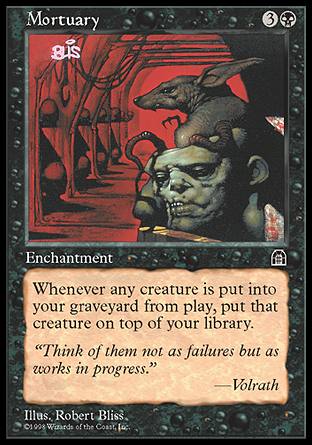 Mortuary 3
BLIS
Enchantment
Whenever any creature is put into
your graveyard from play, put that
creature on top of your library.
“Think of them not as failures but as
works in progress.”
—Volrath
Illus. Robert Bliss
©1998 Wizards of the Coast, Inc.